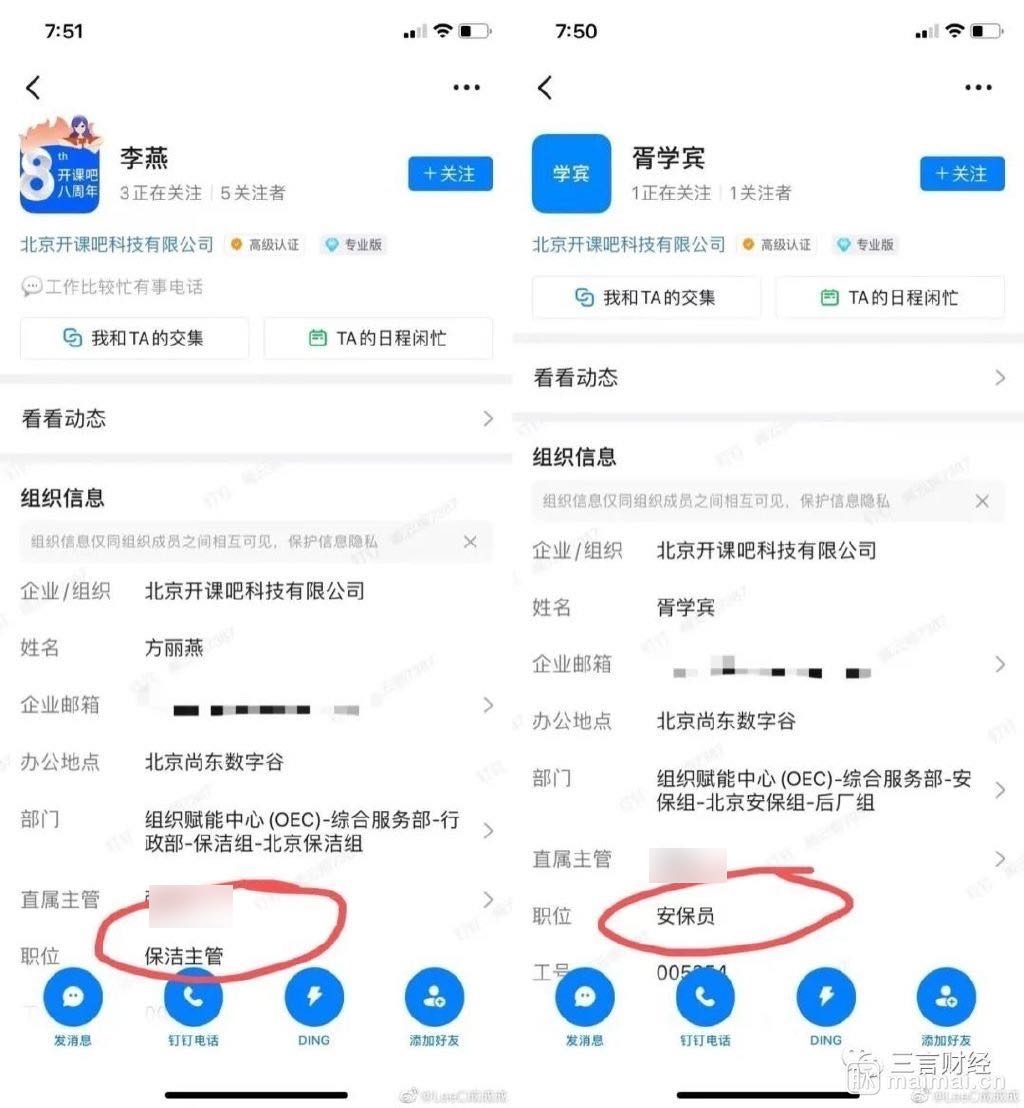 7:51
李燕
8th
开课吧
八周年
3正在关注 | 5关注者
+关注
北京开课吧科技有限公司 高级认证 专业版
工作比较忙有事电话
我和TA的交集 TA的日程闲忙
看看动态
组织信息
组织信息仅同组织成员之间相互可见，保护信息隐私
企业/组织 北京开课吧科技有限公司
姓名 方丽燕
企业邮箱
办公地点 北京尚东数字谷
部门 组织赋能中心(OEC)-综合服务部-行
政部-保洁组-北京保洁组
直属主管
职位 保洁主管
发消息 钉钉电话 DING 添加好友
7:50
学宾
胥学宾
1正在关注 | 1关注者
+关注
北京开课吧科技有限公司 高级认证 专业版
我和TA的交集 TA的日程闲忙
看看动态
组织信息
组织信息仅同组织成员之间相互可见，保护信息隐私
企业/组织 北京开课吧科技有限公司
姓名 胥学宾
企业邮箱
办公地点 北京尚东数字谷
部门 组织赋能中心(OEC)-综合服务部-安
保组-北京安保组-后厂组
直属主管
职位 安保员
工号
发消息 钉钉电话 DING 添加好友
三言财经
maimai.cn